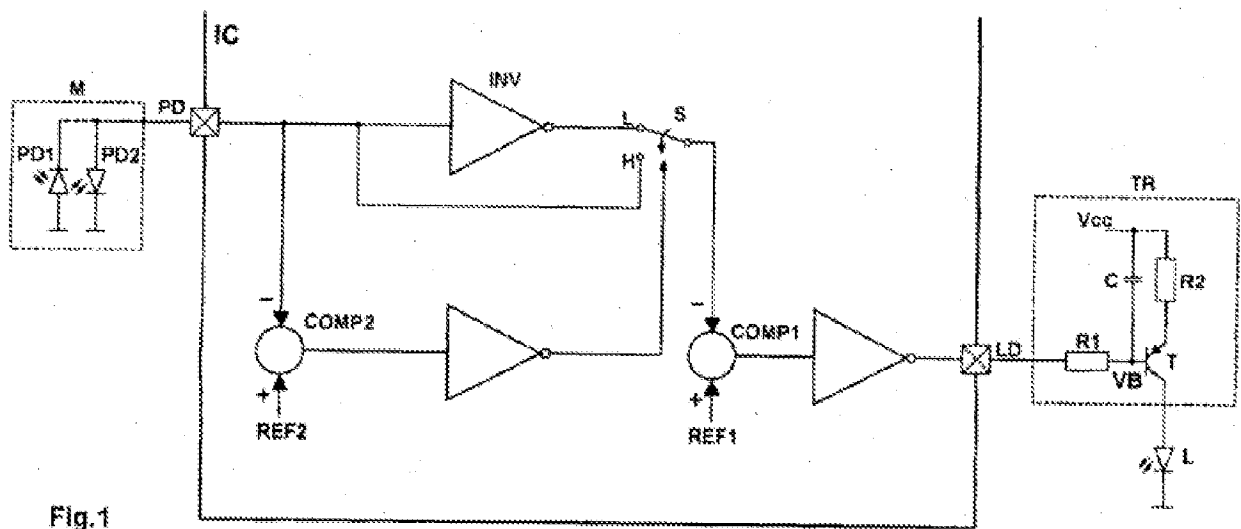 IC
M
PD
INV
L
S
PD1
PD2
H
TR
Vcc
C
R2
−
COMP2
−
COMP1
LD
R1
VB
T
+
REF2
+
REF1
L
Fig.1